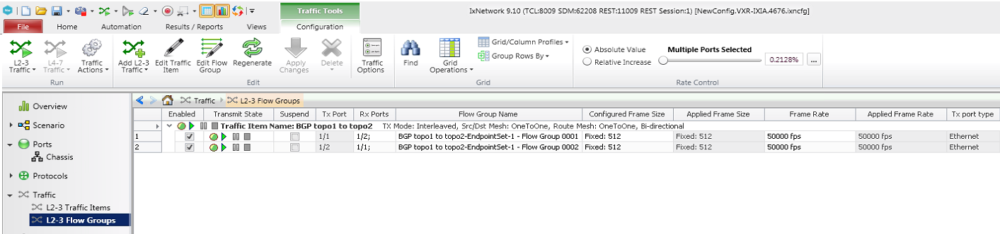 Traffic Tools
IxNetwork 9.10 (TCL:8009 SDM:62208 REST:11009 REST Session:1) [NewConfig.VXR-IXIA.4676.ixncfg]
File Home Automation Results / Reports Views Configuration
L2-3 Traffic
L4-7 Traffic
Traffic Actions
Add L2-3 Traffic
Edit Traffic Item
Edit Flow Group
Regenerate
Apply Changes
Delete
Traffic Options
Find
Grid Operations
Grid/Column Profiles
Group Rows By
Absolute Value
Relative Increase
Multiple Ports Selected
0.2128% ...
Run Edit Grid Rate Control
Overview
Scenario
Ports
Chassis
Protocols
Traffic
L2-3 Traffic Items
L2-3 Flow Groups
Traffic L2-3 Flow Groups
Enabled Transmit State Suspend Tx Port Rx Ports Flow Group Name Configured Frame Size Applied Frame Size Frame Rate Applied Frame Rate Tx port type
Traffic Item Name: BGP topo1 to topo2 TX Mode: Interleaved, Src/Dst Mesh: OneToOne, Route Mesh: OneToOne, Bi-directional
1 1/1 1/2; BGP topo1 to topo2-EndpointSet-1 - Flow Group 0001 Fixed: 512 Fixed: 512 50000 fps 50000 fps Ethernet
2 1/2 1/1; BGP topo1 to topo2-EndpointSet-1 - Flow Group 0002 Fixed: 512 Fixed: 512 50000 fps 50000 fps Ethernet